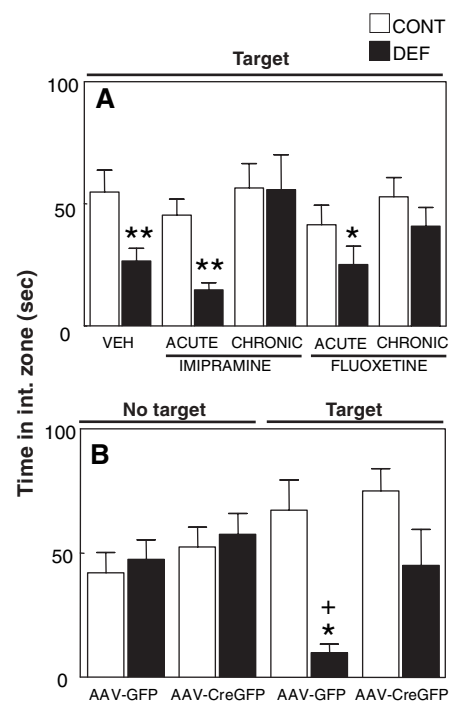 CONT
DEF
Target
A
100
50
0
** ** *
VEH ACUTE CHRONIC ACUTE CHRONIC
IMIPRAMINE FLUOXETINE
Time in int. zone (sec)
No target Target
B
100
50
0
+
*
AAV-GFP AAV-CreGFP AAV-GFP AAV-CreGFP